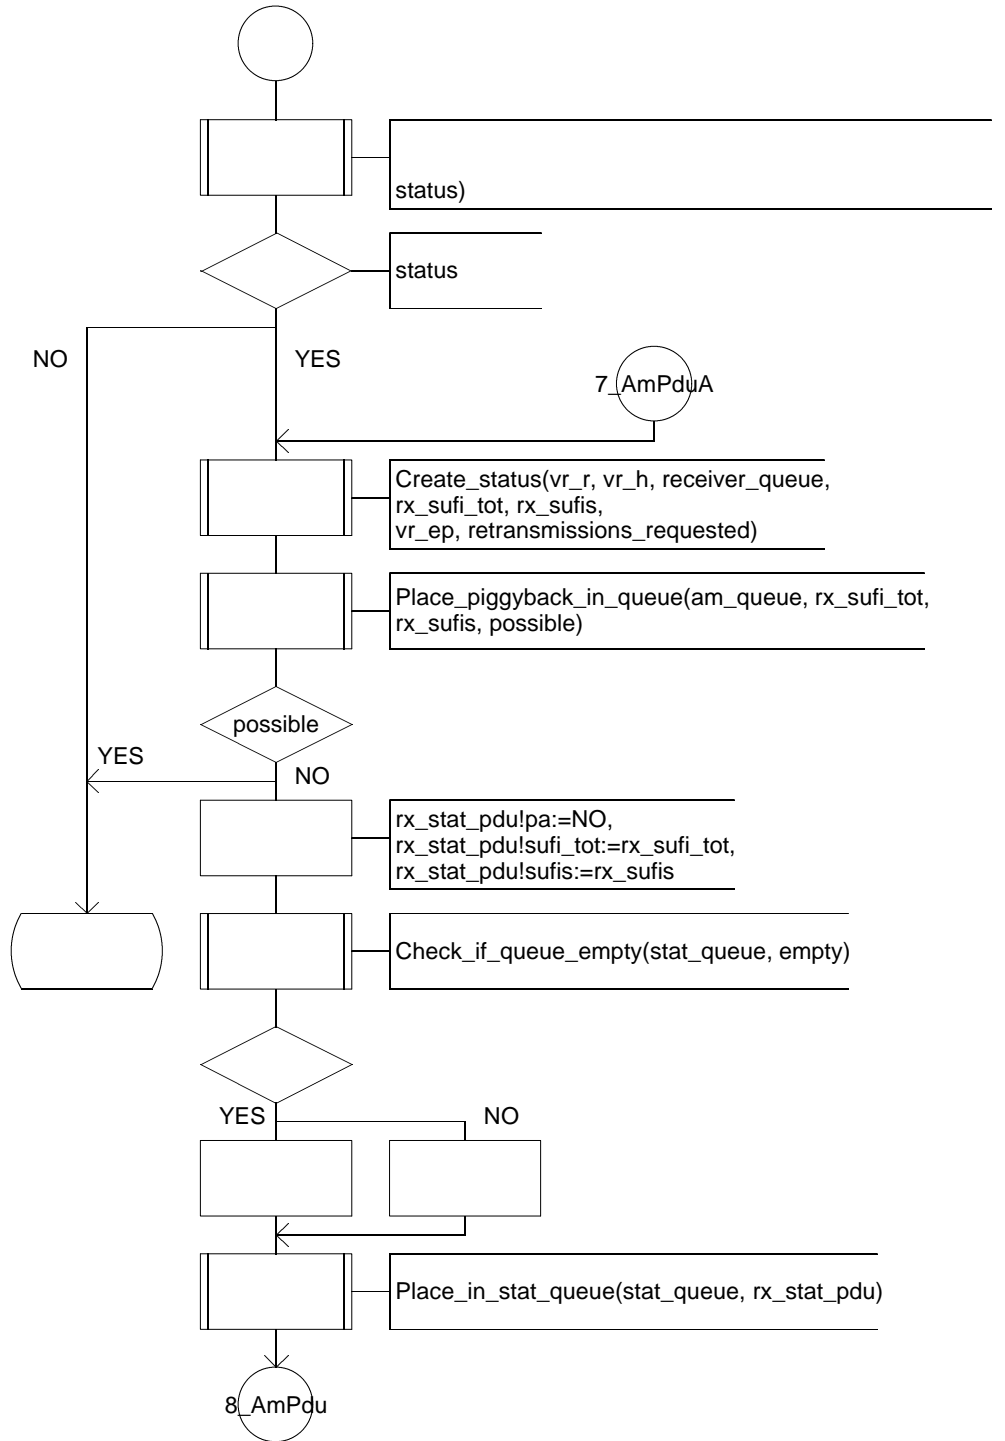 status)
status
NO
YES
7_AmPduA
Create_status(vr_r, vr_h, receiver_queue,
rx_sufi_tot, rx_sufis,
vr_ep, retransmissions_requested)
Place_piggyback_in_queue(am_queue, rx_sufi_tot,
rx_sufis, possible)
possible
YES
NO
rx_stat_pdu!pa:=NO,
rx_stat_pdu!sufi_tot:=rx_sufi_tot,
rx_stat_pdu!sufis:=rx_sufis
Check_if_queue_empty(stat_queue, empty)
YES
NO
Place_in_stat_queue(stat_queue, rx_stat_pdu)
8_AmPdu